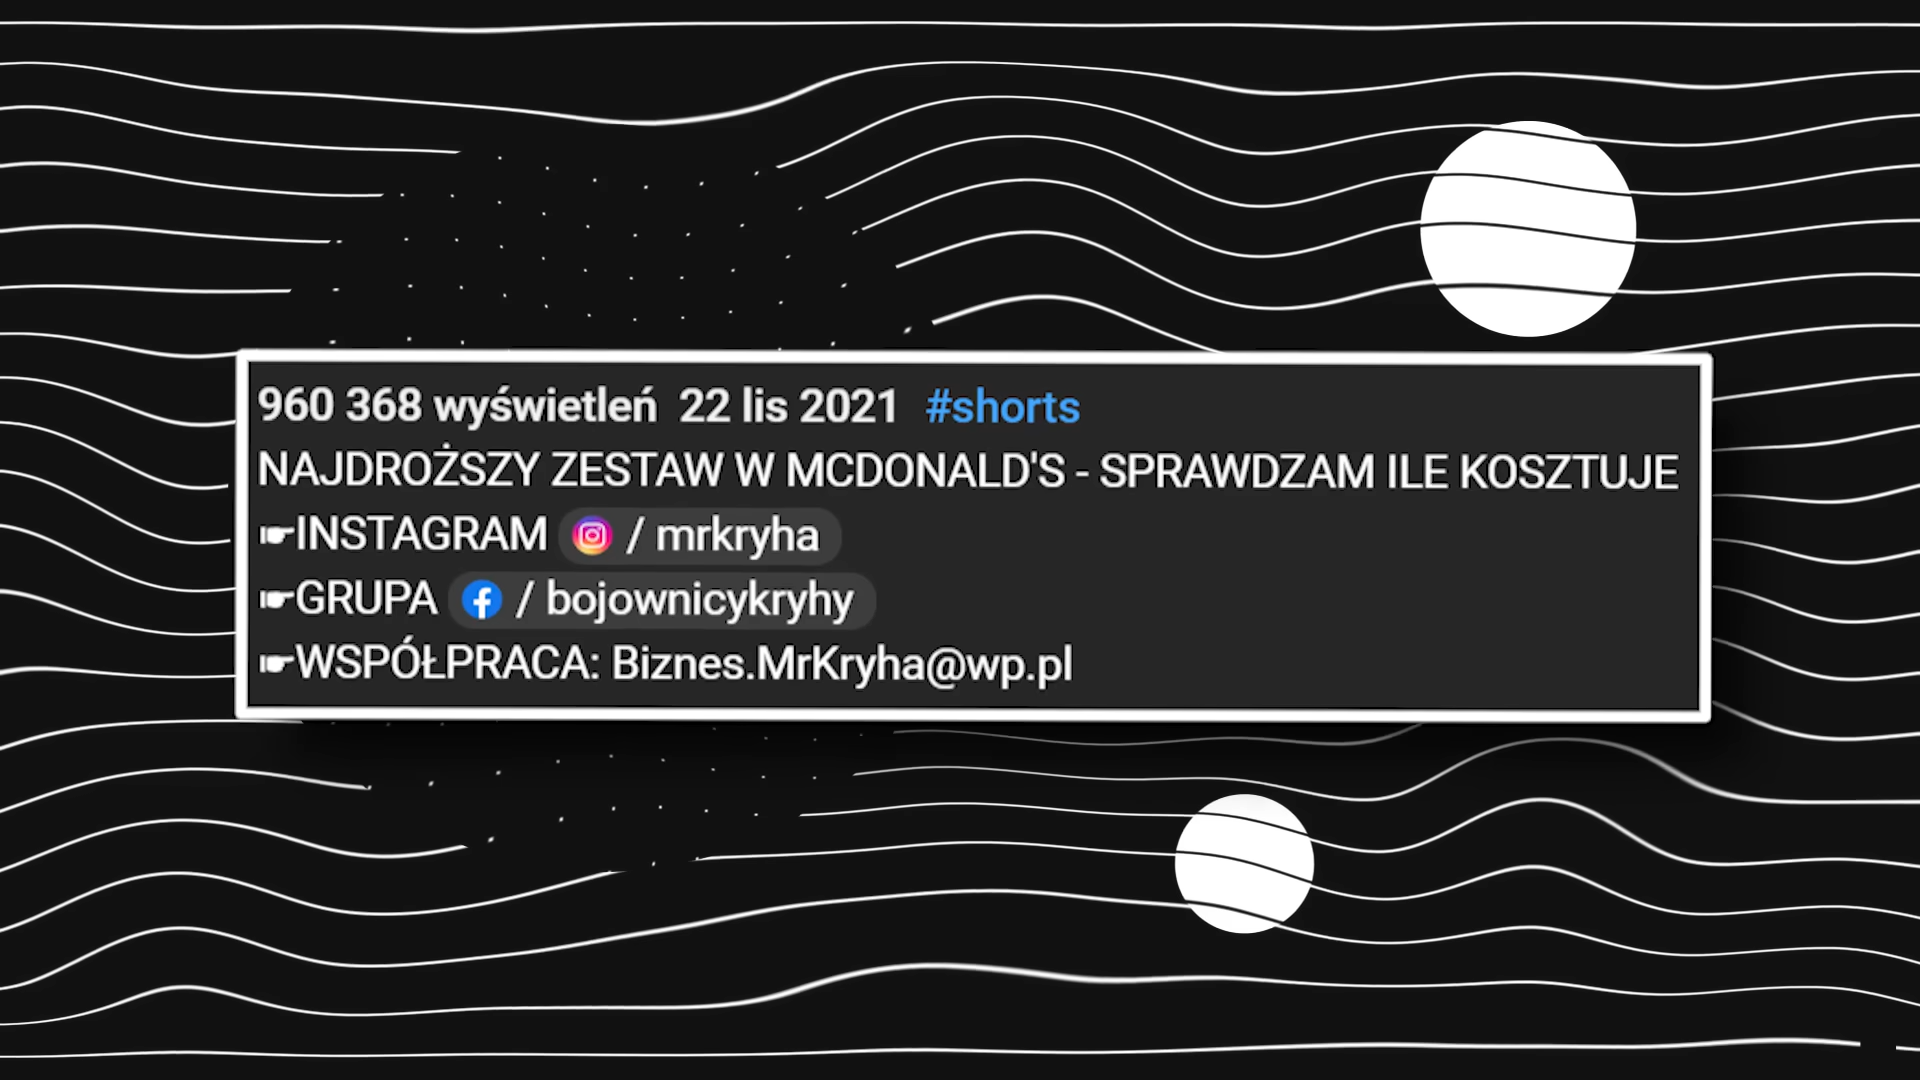 960 368 wyświetleń 22 lis 2021 #shorts
NAJDROŻSZY ZESTAW W MCDONALD'S - SPRAWDZAM ILE KOSZTUJE
☛INSTAGRAM / mrkryha
☛GRUPA / bojownicykryhy
☛WSPÓŁPRACA: Biznes.MrKryha@wp.pl